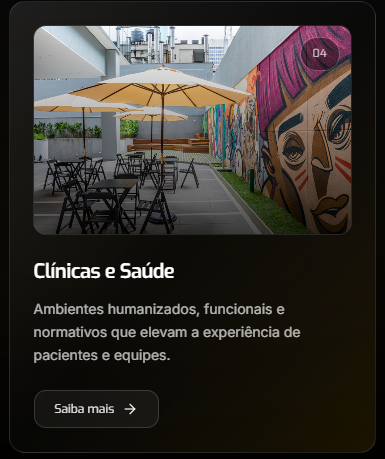 04
Clínicas e Saúde
Ambientes humanizados, funcionais e
normativos que elevam a experiência de
pacientes e equipes.
Saiba mais →